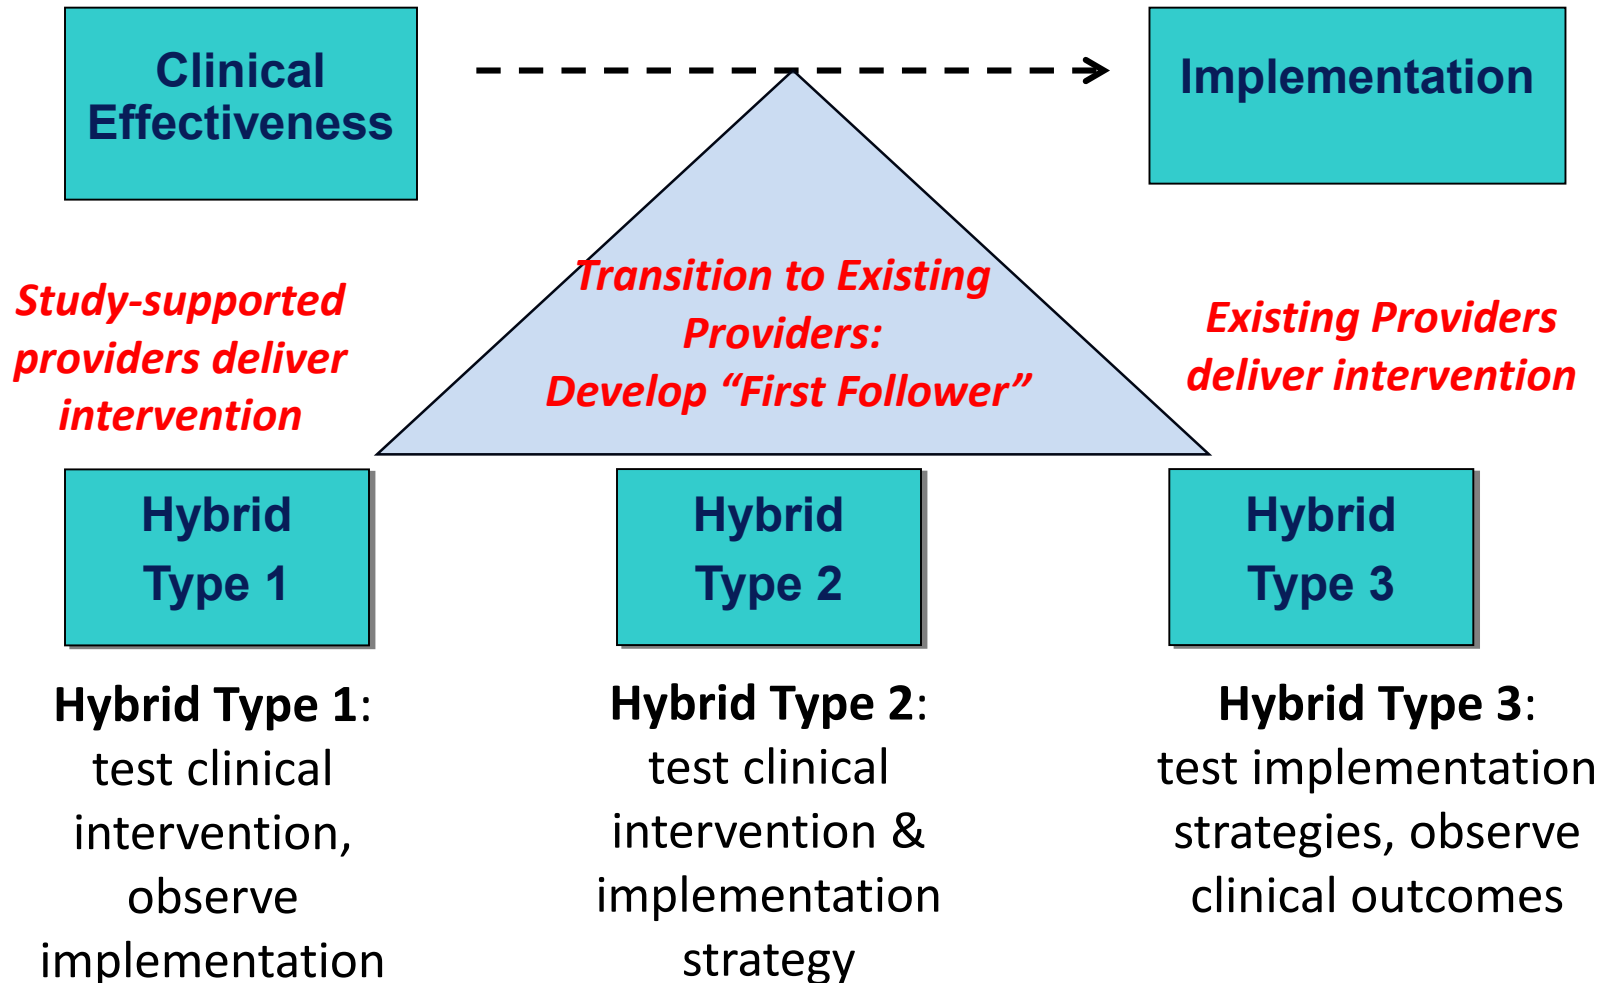 Clinical
Effectiveness
Implementation
Study-supported
providers deliver
intervention
Transition to Existing
Providers:
Develop “First Follower”
Existing Providers
deliver intervention
Hybrid
Type 1
Hybrid
Type 2
Hybrid
Type 3
Hybrid Type 1:
test clinical
intervention,
observe
implementation
Hybrid Type 2:
test clinical
intervention &
implementation
strategy
Hybrid Type 3:
test implementation
strategies, observe
clinical outcomes